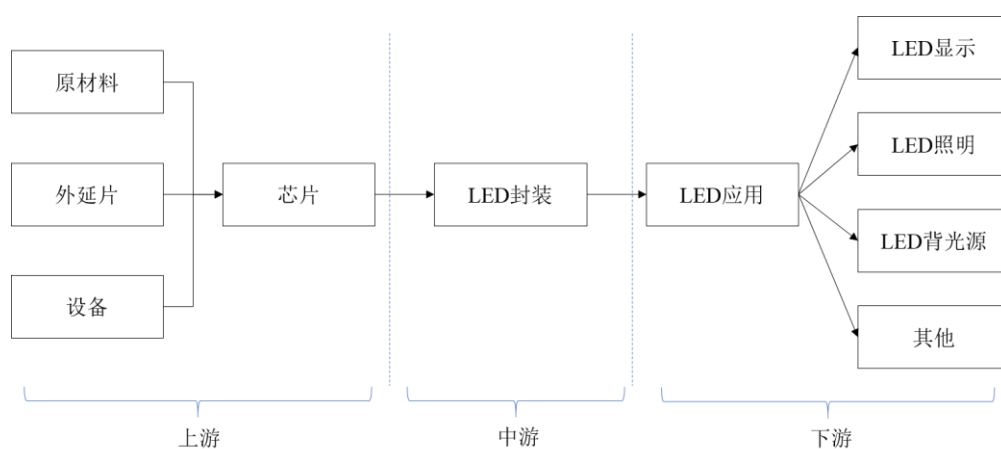 原材料
外延片
设备
芯片
LED封装
LED应用
LED显示
LED照明
LED背光源
其他
上游
中游
下游